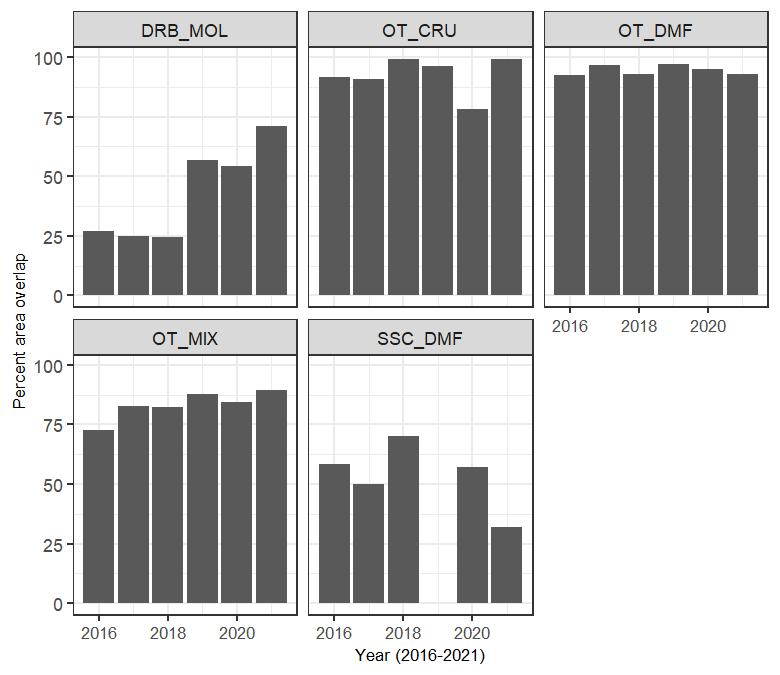 DRB_MOL
OT_CRU
OT_DMF
100
75
50
25
0
2016 2018 2020
Percent area overlap
OT_MIX
SSC_DMF
100
75
50
25
0
2016 2018 2020
2016 2018 2020
Year (2016-2021)